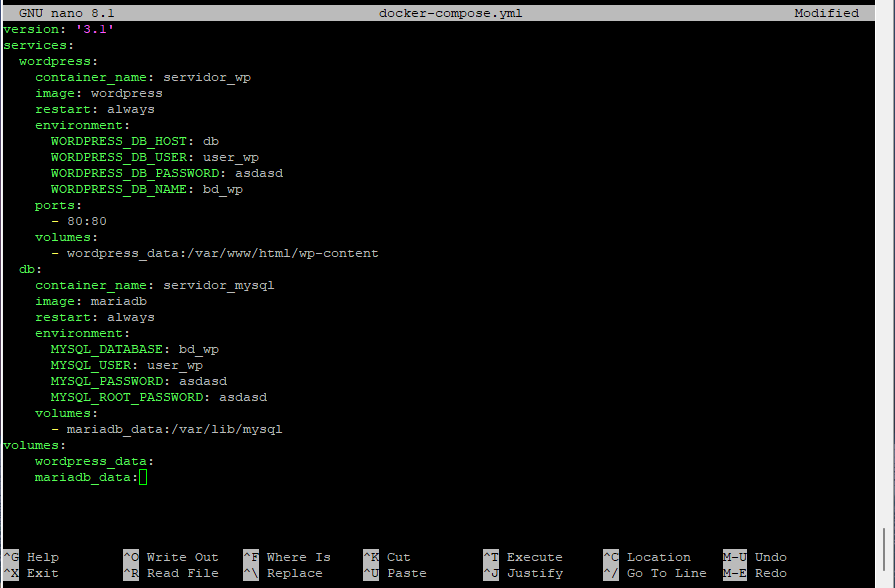 GNU nano 8.1 docker-compose.yml Modified
version: '3.1'
services:
  wordpress:
    container_name: servidor_wp
    image: wordpress
    restart: always
    environment:
      WORDPRESS_DB_HOST: db
      WORDPRESS_DB_USER: user_wp
      WORDPRESS_DB_PASSWORD: asdasd
      WORDPRESS_DB_NAME: bd_wp
    ports:
      - 80:80
    volumes:
      - wordpress_data:/var/www/html/wp-content
  db:
    container_name: servidor_mysql
    image: mariadb
    restart: always
    environment:
      MYSQL_DATABASE: bd_wp
      MYSQL_USER: user_wp
      MYSQL_PASSWORD: asdasd
      MYSQL_ROOT_PASSWORD: asdasd
    volumes:
      - mariadb_data:/var/lib/mysql
volumes:
    wordpress_data:
    mariadb_data:
^G Help ^O Write Out ^F Where Is ^K Cut ^T Execute ^C Location M-U Undo
^X Exit ^R Read File ^\ Replace ^U Paste ^J Justify ^/ Go To Line M-E Redo